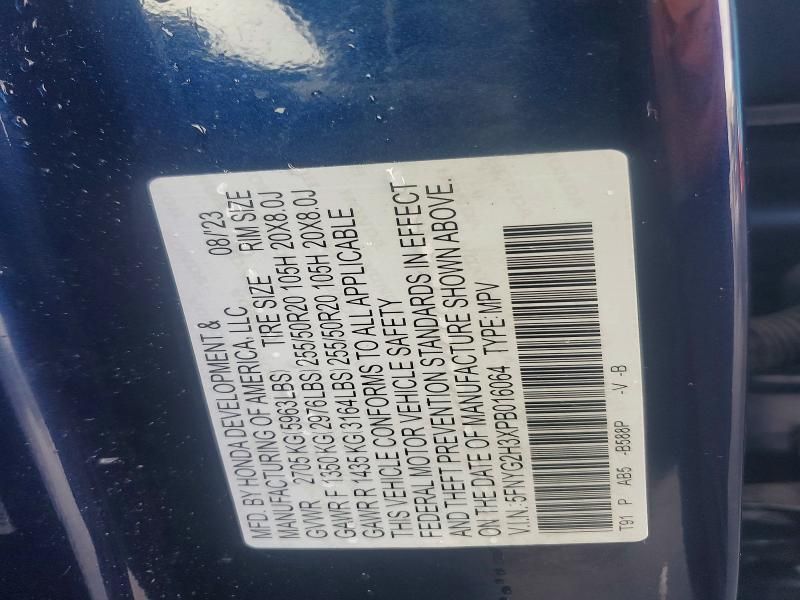 MFD. BY HONDA DEVELOPMENT & 08/'23
MANUFACTURING OF AMERICA, LLC TIRE SIZE RIM SIZE
GVWR 2705 KG(5963LBS)
GAWR F 1350 KG(2976LBS) 255/50R20 105H 20X8.0J
GAWR R 1435 KG(3164LBS) 255/50R20 105H 20X8.0J
THIS VEHICLE CONFORMS TO ALL APPLICABLE
FEDERAL MOTOR VEHICLE SAFETY
AND THEFT PREVENTION STANDARDS IN EFFECT
ON THE DATE OF MANUFACTURE SHOWN ABOVE.
V.I.N.:5FNYG2H3XPB016064 TYPE:MPV
T91 P AB5 -B588P -V -B